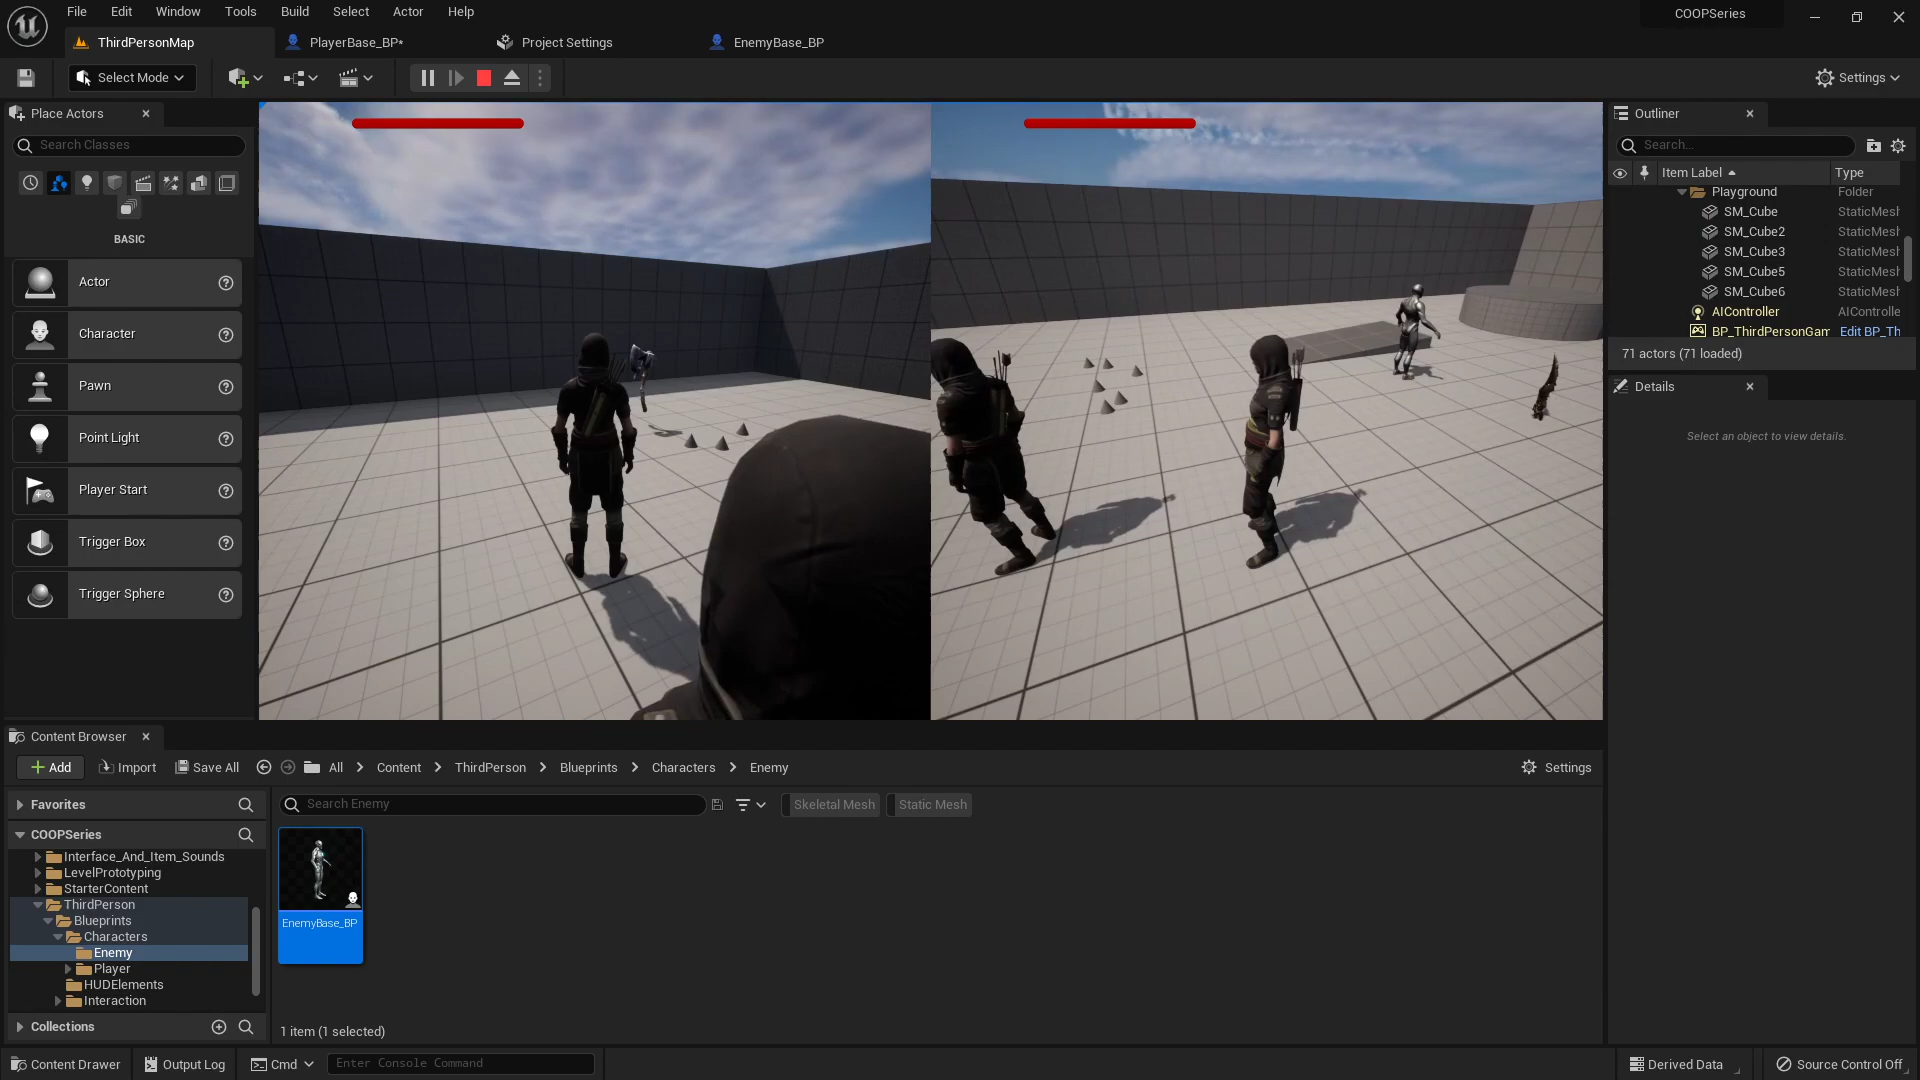 File Edit Window Tools Build Select Actor Help
COOPSeries
ThirdPersonMap
PlayerBase_BP*
Project Settings
EnemyBase_BP
Select Mode
Settings
Place Actors
Search Classes
BASIC
Actor
Character
Pawn
Point Light
Player Start
Trigger Box
Trigger Sphere
Outliner
Search...
Item Label Type
Playground Folder
SM_Cube StaticMesh
SM_Cube2 StaticMesh
SM_Cube3 StaticMesh
SM_Cube5 StaticMesh
SM_Cube6 StaticMesh
AIController AIControlle
BP_ThirdPersonGam Edit BP_Th
71 actors (71 loaded)
Details
Select an object to view details.
Content Browser
Add Import Save All All Content ThirdPerson Blueprints Characters Enemy Settings
Favorites
COOPSeries
Interface_And_Item_Sounds
LevelPrototyping
StarterContent
ThirdPerson
Blueprints
Characters
Enemy
Player
HUDElements
Interaction
Collections
Search Enemy
Skeletal Mesh
Static Mesh
EnemyBase_BP
1 item (1 selected)
Content Drawer Output Log Cmd Enter Console Command Derived Data Source Control Off